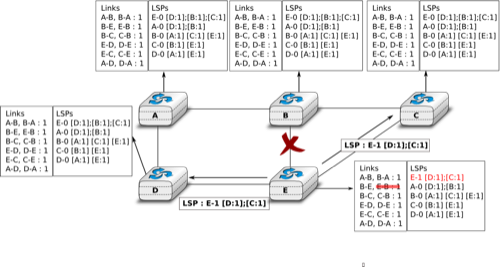 Links LSPs
A-B, B-A : 1 E-0 [D:1];[B:1];[C:1]
B-E, E-B : 1 A-0 [D:1];[B:1]
B-C, C-B : 1 B-0 [A:1] [C:1] [E:1]
E-D, D-E : 1 C-0 [B:1] [E:1]
E-C, C-E : 1 D-0 [A:1] [E:1]
A-D, D-A : 1
Links LSPs
A-B, B-A : 1 E-0 [D:1];[B:1];[C:1]
B-E, E-B : 1 A-0 [D:1];[B:1]
B-C, C-B : 1 B-0 [A:1] [C:1] [E:1]
E-D, D-E : 1 C-0 [B:1] [E:1]
E-C, C-E : 1 D-0 [A:1] [E:1]
A-D, D-A : 1
Links LSPs
A-B, B-A : 1 E-0 [D:1];[B:1];[C:1]
B-E, E-B : 1 A-0 [D:1];[B:1]
B-C, C-B : 1 B-0 [A:1] [C:1] [E:1]
E-D, D-E : 1 C-0 [B:1] [E:1]
E-C, C-E : 1 D-0 [A:1] [E:1]
A-D, D-A : 1
A
B
C
Links LSPs
A-B, B-A : 1 E-0 [D:1];[B:1];[C:1]
B-E, E-B : 1 A-0 [D:1];[B:1]
B-C, C-B : 1 B-0 [A:1] [C:1] [E:1]
E-D, D-E : 1 C-0 [B:1] [E:1]
E-C, C-E : 1 D-0 [A:1] [E:1]
A-D, D-A : 1
LSP : E-1 [D:1];[C:1]
D
E
LSP : E-1 [D:1];[C:1]
Links LSPs
A-B, B-A : 1 E-1 [D:1];[C:1]
B-E, E-B : 1 A-0 [D:1];[B:1]
B-C, C-B : 1 B-0 [A:1] [C:1] [E:1]
E-D, D-E : 1 C-0 [B:1] [E:1]
E-C, C-E : 1 D-0 [A:1] [E:1]
A-D, D-A : 1